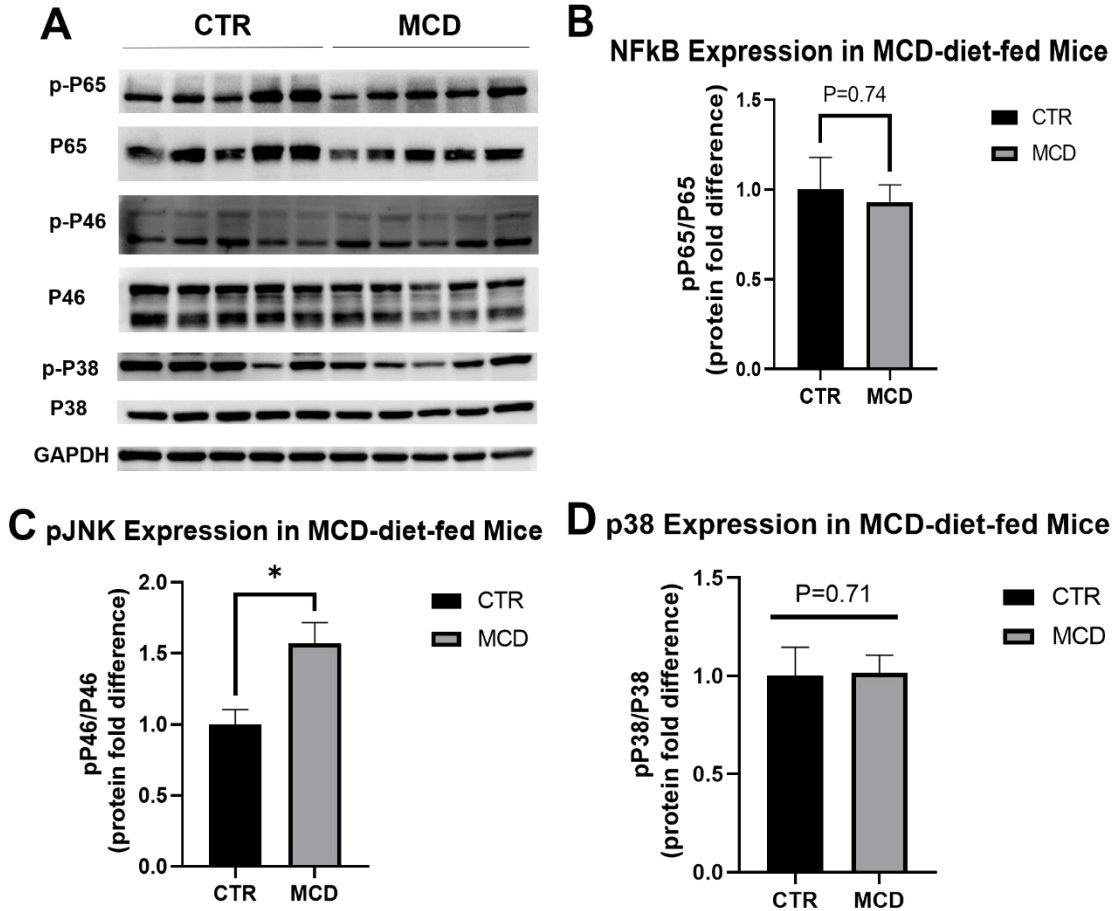 A
CTR MCD
p-P65
P65
p-P46
P46
p-P38
P38
GAPDH
B
NFkB Expression in MCD-diet-fed Mice
P=0.74
CTR
MCD
pP65/P65
(protein fold difference)
1.5
1.0
0.5
0.0
CTR MCD
C pJNK Expression in MCD-diet-fed Mice
*
CTR
MCD
pP46/P46
(protein fold difference)
2.0
1.5
1.0
0.5
0.0
CTR MCD
D p38 Expression in MCD-diet-fed Mice
P=0.71
CTR
MCD
pP38/P38
(protein fold difference)
1.5
1.0
0.5
0.0
CTR MCD